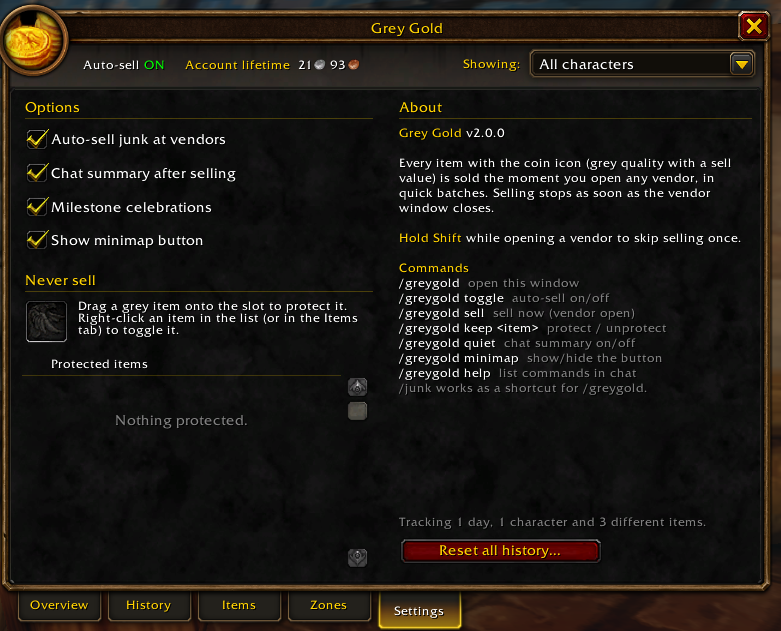 Grey Gold
Auto-sell ON
Account lifetime 21 93
Showing: All characters
Options
Auto-sell junk at vendors
Chat summary after selling
Milestone celebrations
Show minimap button
Never sell
Drag a grey item onto the slot to protect it.
Right-click an item in the list (or in the Items
tab) to toggle it.
Protected items
Nothing protected.
About
Grey Gold v2.0.0
Every item with the coin icon (grey quality with a sell
value) is sold the moment you open any vendor, in
quick batches. Selling stops as soon as the vendor
window closes.
Hold Shift while opening a vendor to skip selling once.
Commands
/greygold open this window
/greygold toggle auto-sell on/off
/greygold sell sell now (vendor open)
/greygold keep <item> protect / unprotect
/greygold quiet chat summary on/off
/greygold minimap show/hide the button
/greygold help list commands in chat
/junk works as a shortcut for /greygold.
Tracking 1 day, 1 character and 3 different items.
Reset all history...
Overview
History
Items
Zones
Settings